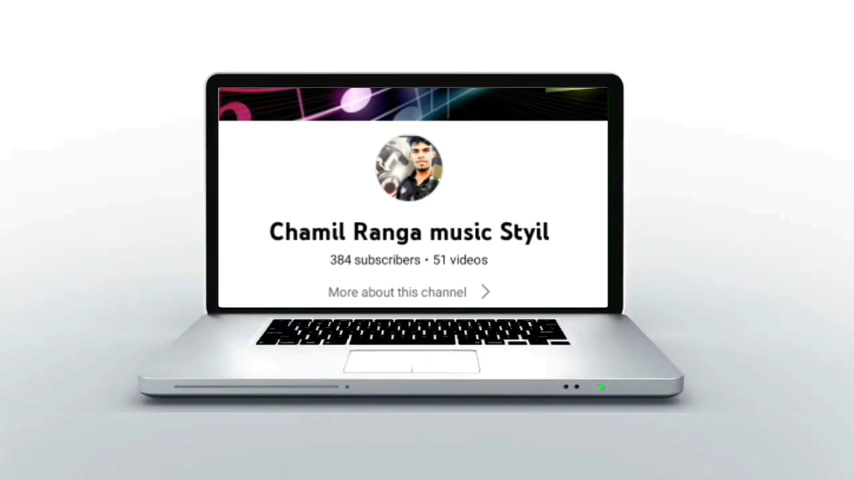 Chamil Ranga music Styil
384 subscribers • 51 videos
More about this channel